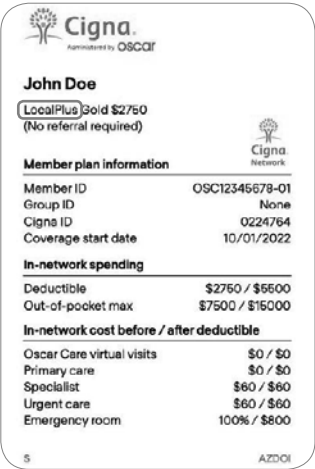 Cigna.
Administered by oscar
John Doe
LocalPlus Gold $2750
(No referral required)
Cigna.
Network
Member plan information
Member ID OSC12345678-01
Group ID None
Cigna ID 0224764
Coverage start date 10/01/2022
In-network spending
Deductible $2750 / $5500
Out-of-pocket max $7500 / $15000
In-network cost before / after deductible
Oscar Care virtual visits $0 / $0
Primary care $0 / $0
Specialist $60 / $60
Urgent care $60 / $60
Emergency room 100% / $800
S AZDOI